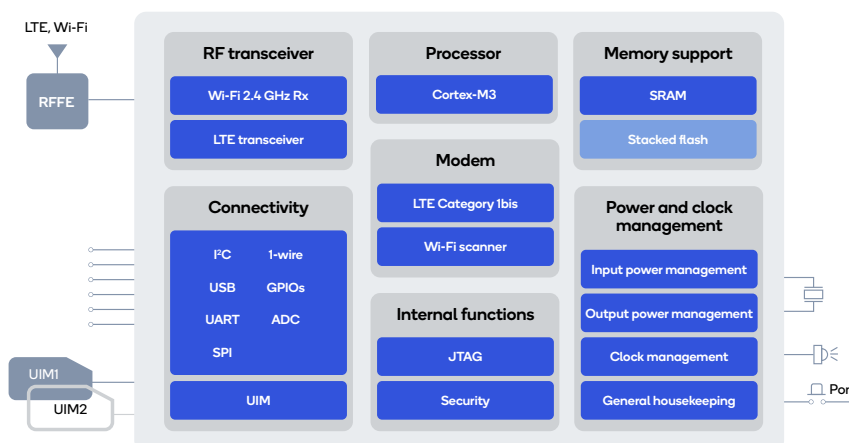 LTE, Wi-Fi
RFFE
RF transceiver
Wi-Fi 2.4 GHz Rx
LTE transceiver
Processor
Cortex-M3
Memory support
SRAM
Stacked flash
Modem
LTE Category 1bis
Wi-Fi scanner
Connectivity
I²C 1-wire
USB GPIOs
UART ADC
SPI
UIM
Internal functions
JTAG
Security
Power and clock
management
Input power management
Output power management
Clock management
General housekeeping
UIM1
UIM2